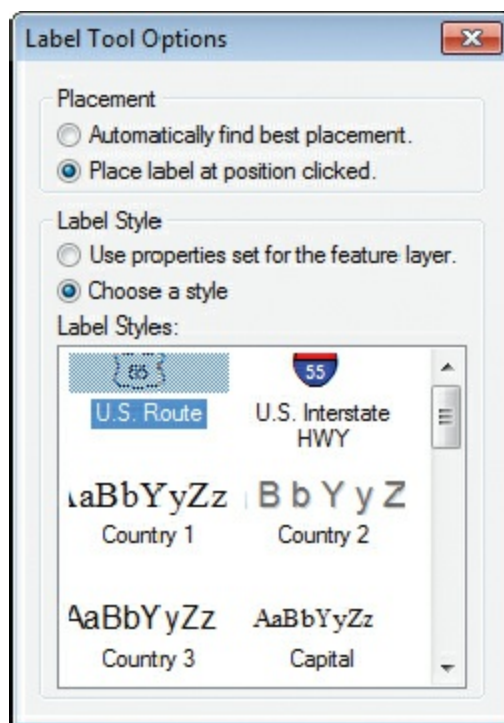 Label Tool Options
Placement
Automatically find best placement.
Place label at position clicked.
Label Style
Use properties set for the feature layer.
Choose a style
Label Styles:
85 55
U.S. Route U.S. Interstate
HWY
AaBbYyZz B b Y y Z
Country 1 Country 2
AaBbYyZz AaBbYyZz
Country 3 Capital